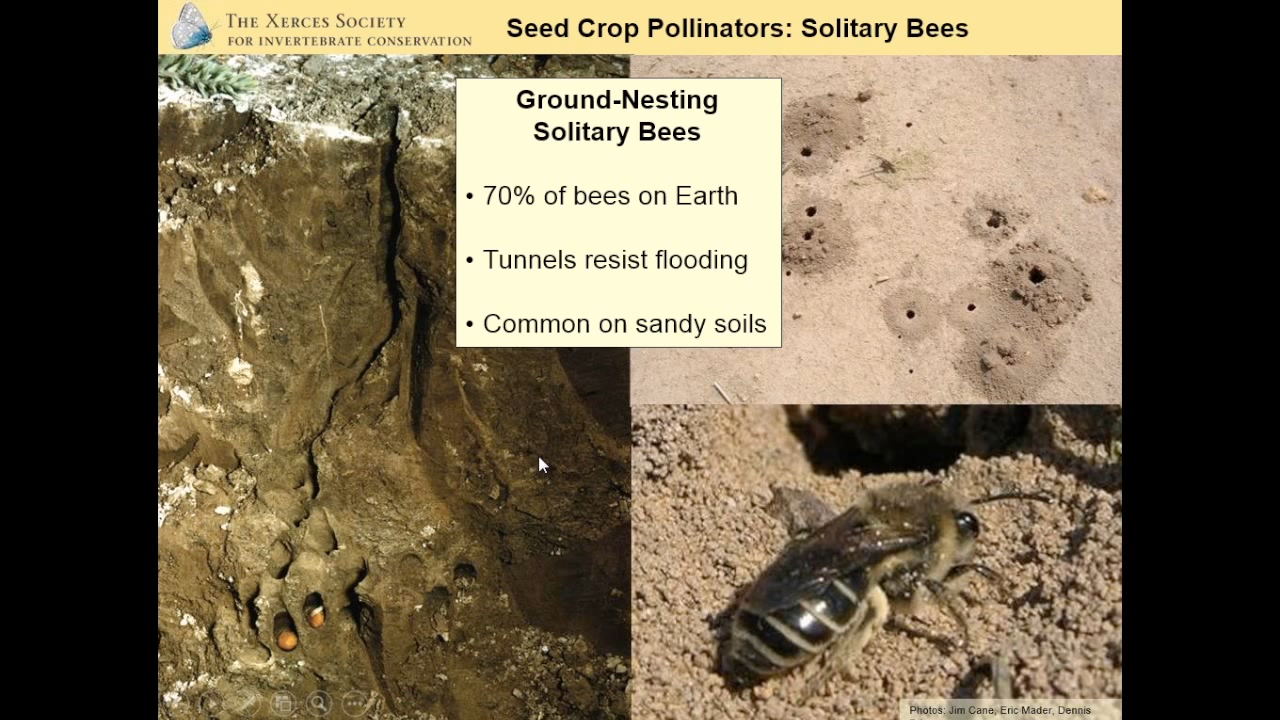 THE XERCES SOCIETY
FOR INVERTEBRATE CONSERVATION
Seed Crop Pollinators: Solitary Bees
Ground-Nesting
Solitary Bees
• 70% of bees on Earth
• Tunnels resist flooding
• Common on sandy soils
Photos: Jim Cane, Eric Mader, Dennis